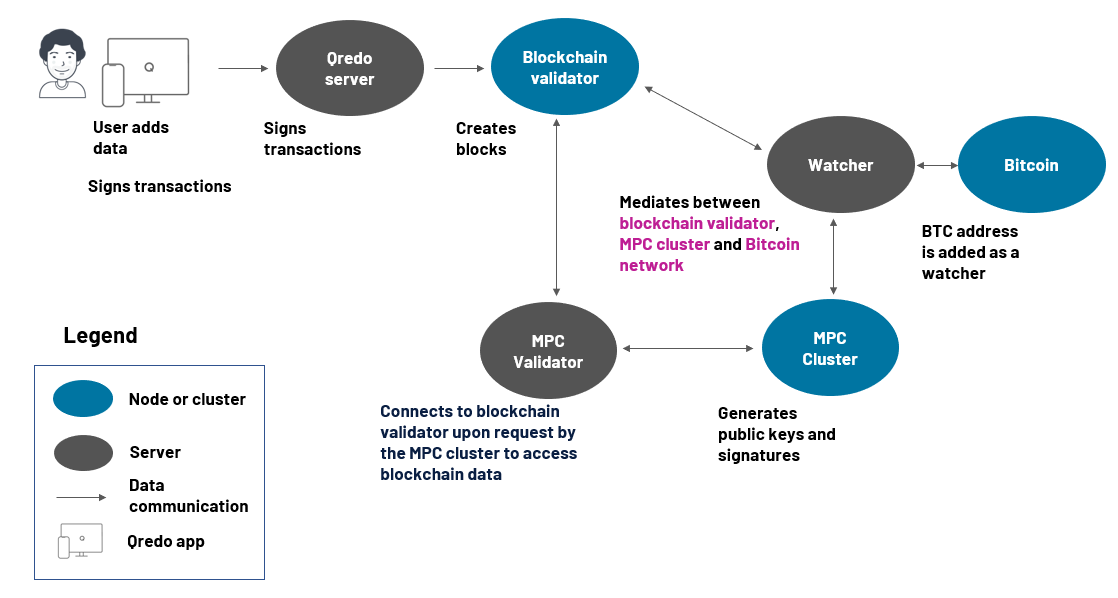 Qredo
server
Blockchain
validator
User adds
data
Signs transactions
Signs
transactions
Creates
blocks
Watcher
Bitcoin
Mediates between
blockchain validator,
MPC cluster and Bitcoin
network
BTC address
is added as a
watcher
MPC
Validator
MPC
Cluster
Connects to blockchain
validator upon request by
the MPC cluster to access
blockchain data
Generates
public keys and
signatures
Legend
Node or cluster
Server
Data
communication
Qredo app